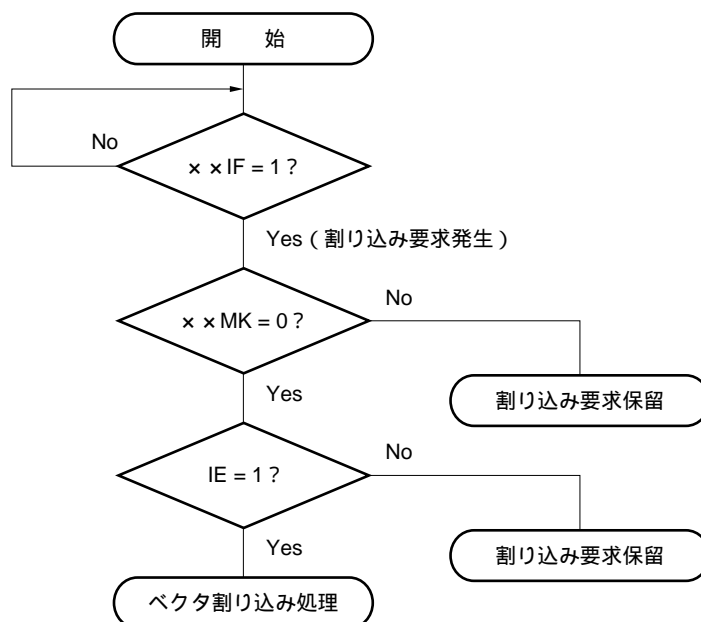 開　　始
No
××IF = 1？
Yes（割り込み要求発生）
××MK = 0？
No
割り込み要求保留
Yes
IE = 1？
No
割り込み要求保留
Yes
ベクタ割り込み処理